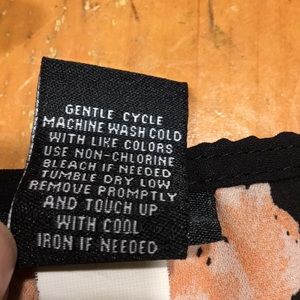 GENTLE CYCLE
MACHINE WASH COLD
WITH LIKE COLORS
USE NON-CHLORINE
BLEACH IF NEEDED
TUMBLE DRY LOW
REMOVE PROMPTLY
AND TOUCH UP
WITH COOL
IRON IF NEEDED